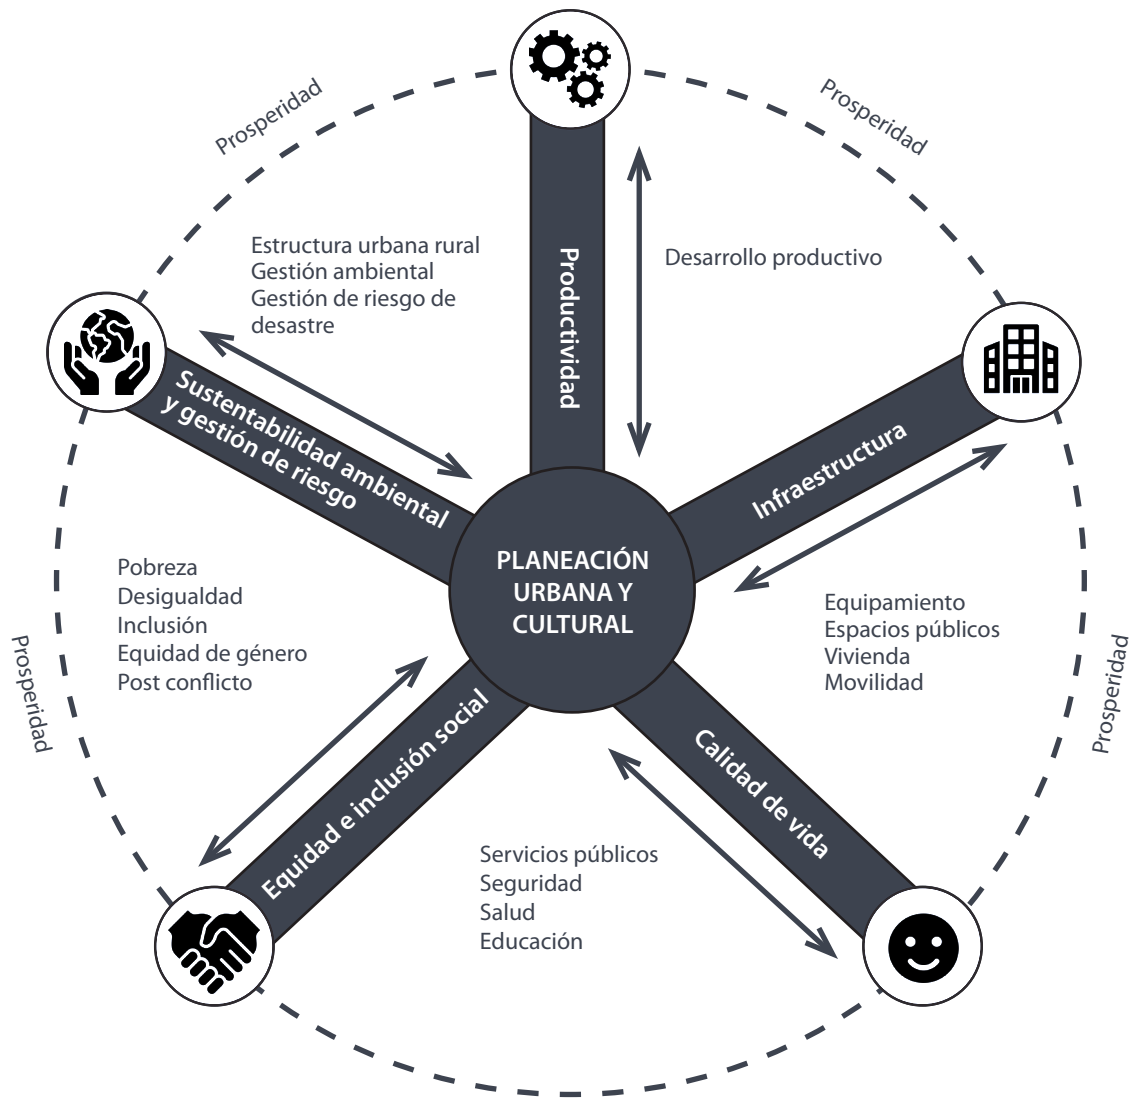 Prosperidad
Prosperidad
Estructura urbana rural
Gestión ambiental
Gestión de riesgo de
desastre
Productividad
Desarrollo productivo
Sustentabilidad ambiental
y gestión de riesgo
Infraestructura
PLANEACIÓN
URBANA Y
CULTURAL
Pobreza
Desigualdad
Inclusión
Equidad de género
Post conflicto
Equipamiento
Espacios públicos
Vivienda
Movilidad
Prosperidad
Prosperidad
Equidad e inclusión social
Calidad de vida
Servicios públicos
Seguridad
Salud
Educación